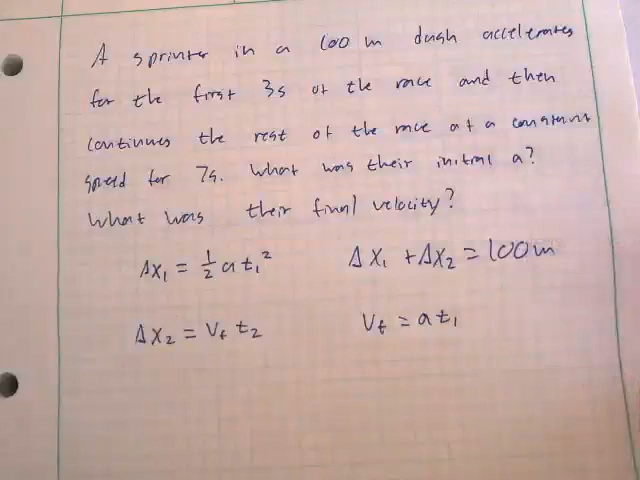 A sprinter in a 100 m dash accelerates
for the first 3s of the race and then
continues the rest of the race at a constant
speed for 7s. What was their initial a?
What was their final velocity?
Δx₁ = ½ a t₁² Δx₁ + Δx₂ = 100m
Δx₂ = Vf t₂ Vf = a t₁